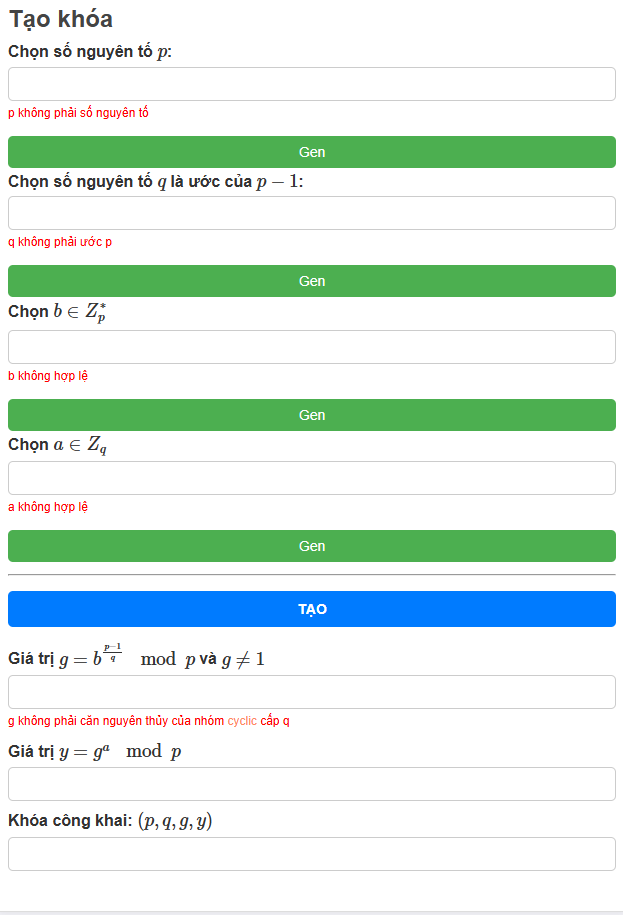 Tạo khóa
Chọn số nguyên tố p:
p không phải số nguyên tố
Gen
Chọn số nguyên tố q là ước của p − 1:
q không phải ước p
Gen
Chọn b ∈ Z_p^*
b không hợp lệ
Gen
Chọn a ∈ Z_q
a không hợp lệ
Gen
TẠO
Giá trị g = b^{\frac{p−1}{q}} mod p và g ≠ 1
g không phải căn nguyên thủy của nhóm cyclic cấp q
Giá trị y = g^a mod p
Khóa công khai: (p, q, g, y)